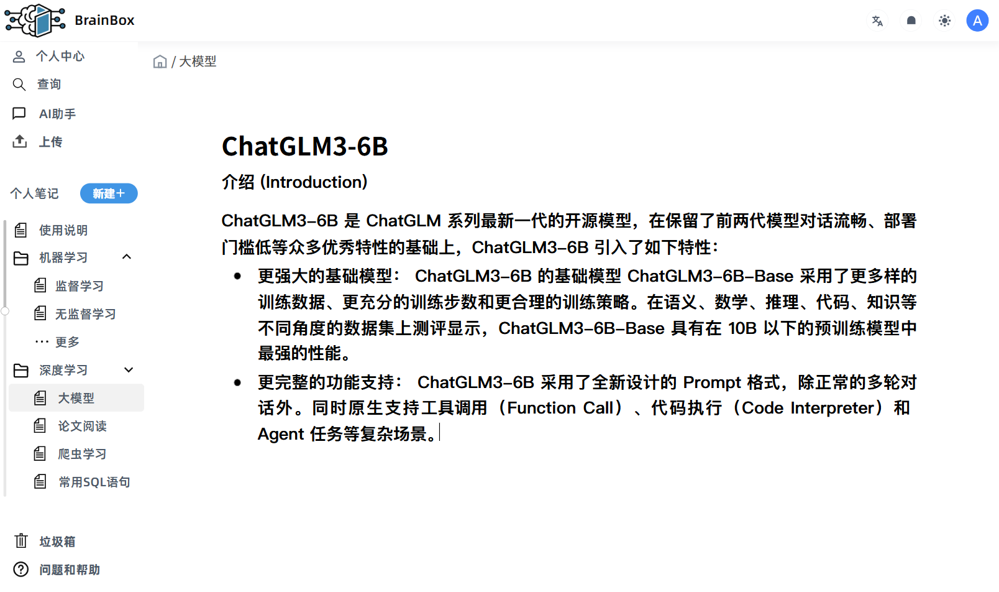 BrainBox
A
个人中心
查询
AI助手
上传
个人笔记
新建+
使用说明
机器学习
监督学习
无监督学习
··· 更多
深度学习
大模型
论文阅读
爬虫学习
常用SQL语句
垃圾箱
问题和帮助
/ 大模型
ChatGLM3-6B
介绍 (Introduction)
ChatGLM3-6B 是 ChatGLM 系列最新一代的开源模型，在保留了前两代模型对话流畅、部署
门槛低等众多优秀特性的基础上，ChatGLM3-6B 引入了如下特性：
● 更强大的基础模型： ChatGLM3-6B 的基础模型 ChatGLM3-6B-Base 采用了更多样的
训练数据、更充分的训练步数和更合理的训练策略。在语义、数学、推理、代码、知识等
不同角度的数据集上测评显示，ChatGLM3-6B-Base 具有在 10B 以下的预训练模型中
最强的性能。
● 更完整的功能支持： ChatGLM3-6B 采用了全新设计的 Prompt 格式，除正常的多轮对
话外。同时原生支持工具调用（Function Call）、代码执行（Code Interpreter）和
Agent 任务等复杂场景。